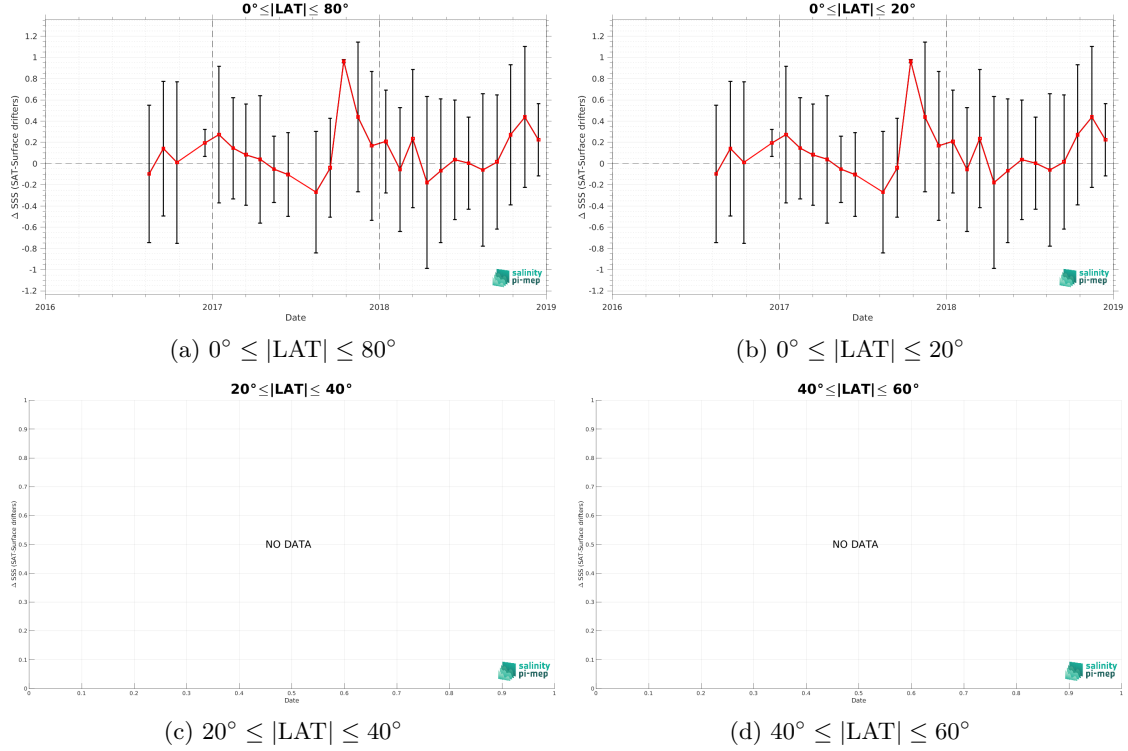 0°≤|LAT|≤ 80°
Δ SSS (SAT-Surface drifters)
1.2
1
0.8
0.6
0.4
0.2
0
-0.2
-0.4
-0.6
-0.8
-1
-1.2
2016 2017 2018 2019
Date
salinity
pi-mep
(a) 0° ≤ |LAT| ≤ 80°
0°≤|LAT|≤ 20°
Δ SSS (SAT-Surface drifters)
1.2
1
0.8
0.6
0.4
0.2
0
-0.2
-0.4
-0.6
-0.8
-1
-1.2
2016 2017 2018 2019
Date
salinity
pi-mep
(b) 0° ≤ |LAT| ≤ 20°
20°≤|LAT|≤ 40°
Δ SSS (SAT-Surface drifters)
1
0.9
0.8
0.7
0.6
0.5
0.4
0.3
0.2
0.1
0
NO DATA
0 0.1 0.2 0.3 0.4 0.5 0.6 0.7 0.8 0.9 1
Date
salinity
pi-mep
(c) 20° ≤ |LAT| ≤ 40°
40°≤|LAT|≤ 60°
Δ SSS (SAT-Surface drifters)
1
0.9
0.8
0.7
0.6
0.5
0.4
0.3
0.2
0.1
0
NO DATA
0 0.1 0.2 0.3 0.4 0.5 0.6 0.7 0.8 0.9 1
Date
salinity
pi-mep
(d) 40° ≤ |LAT| ≤ 60°